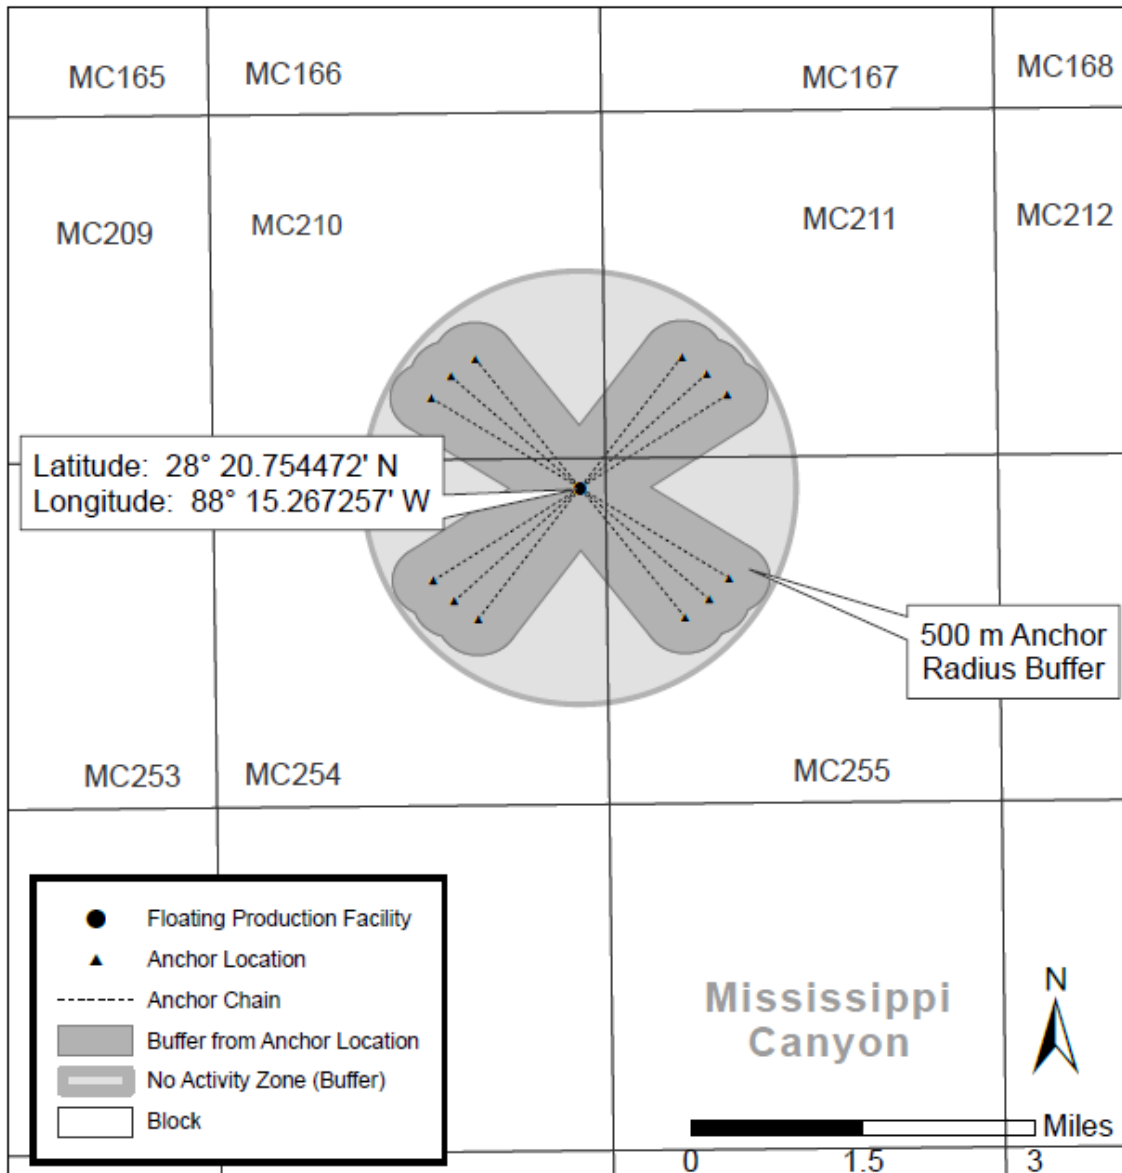 MC165
MC166
MC167
MC168
MC209
MC210
MC211
MC212
Latitude:  28° 20.754472' N
Longitude:  88° 15.267257' W
500 m Anchor
Radius Buffer
MC253
MC254
MC255
Floating Production Facility
Anchor Location
Anchor Chain
Buffer from Anchor Location
No Activity Zone (Buffer)
Block
Mississippi
Canyon
N
Miles
0 1.5 3